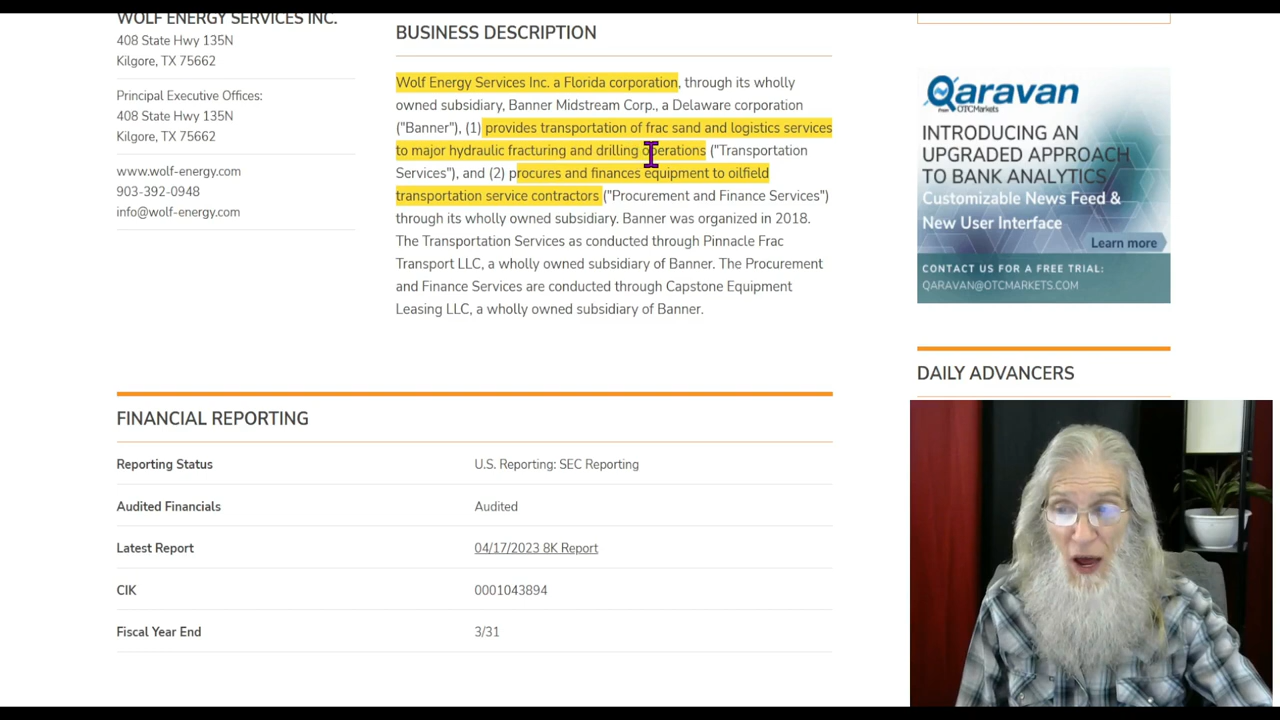 WOLF ENERGY SERVICES INC.
408 State Hwy 135N
Kilgore, TX 75662
Principal Executive Offices:
408 State Hwy 135N
Kilgore, TX 75662
www.wolf-energy.com
903-392-0948
info@wolf-energy.com
BUSINESS DESCRIPTION
Wolf Energy Services Inc. a Florida corporation, through its wholly
owned subsidiary, Banner Midstream Corp., a Delaware corporation
("Banner"), (1) provides transportation of frac sand and logistics services
to major hydraulic fracturing and drilling operations ("Transportation
Services"), and (2) procures and finances equipment to oilfield
transportation service contractors ("Procurement and Finance Services")
through its wholly owned subsidiary. Banner was organized in 2018.
The Transportation Services as conducted through Pinnacle Frac
Transport LLC, a wholly owned subsidiary of Banner. The Procurement
and Finance Services are conducted through Capstone Equipment
Leasing LLC, a wholly owned subsidiary of Banner.
FINANCIAL REPORTING
Reporting Status U.S. Reporting: SEC Reporting
Audited Financials Audited
Latest Report 04/17/2023 8K Report
CIK 0001043894
Fiscal Year End 3/31
Qaravan
From OTCMarkets
INTRODUCING AN
UPGRADED APPROACH
TO BANK ANALYTICS
Customizable News Feed &
New User Interface
Learn more
CONTACT US FOR A FREE TRIAL:
QARAVAN@OTCMARKETS.COM
DAILY ADVANCERS